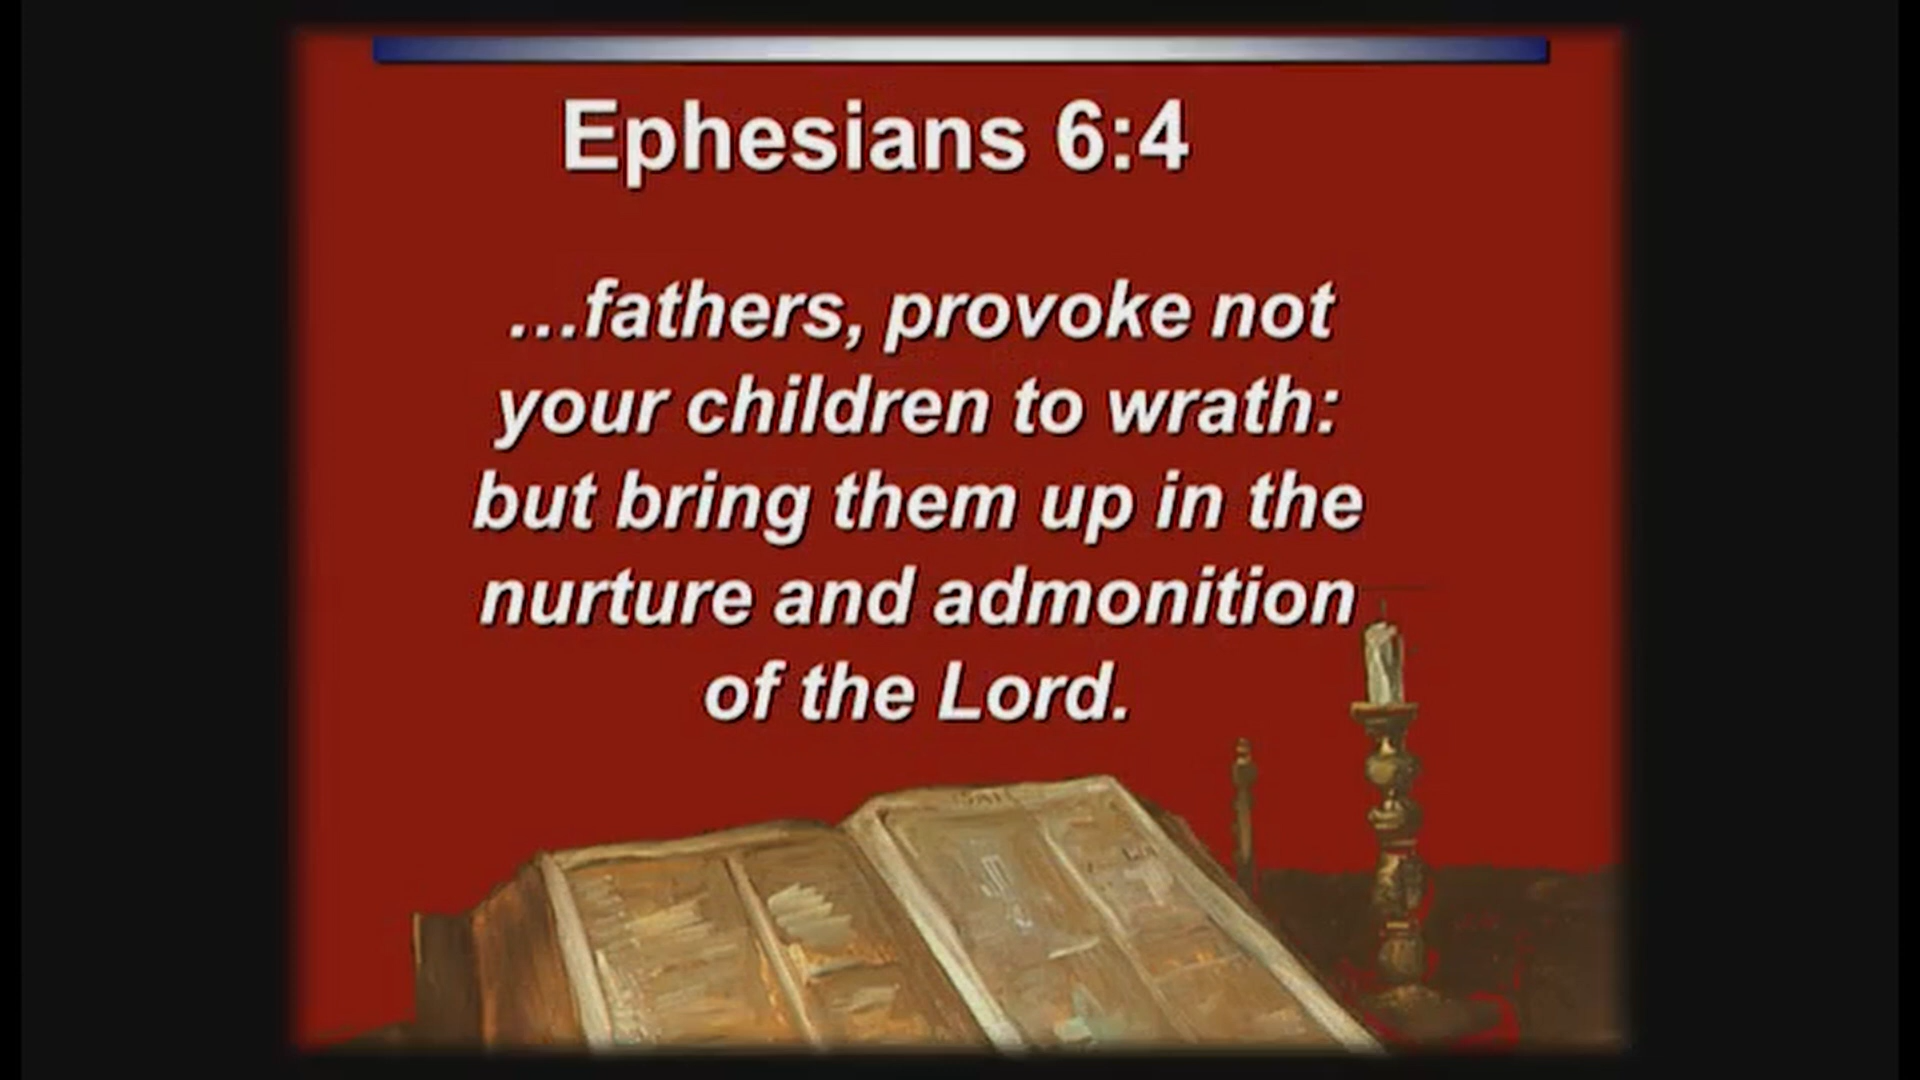 Ephesians 6:4
...fathers, provoke not
your children to wrath:
but bring them up in the
nurture and admonition
of the Lord.